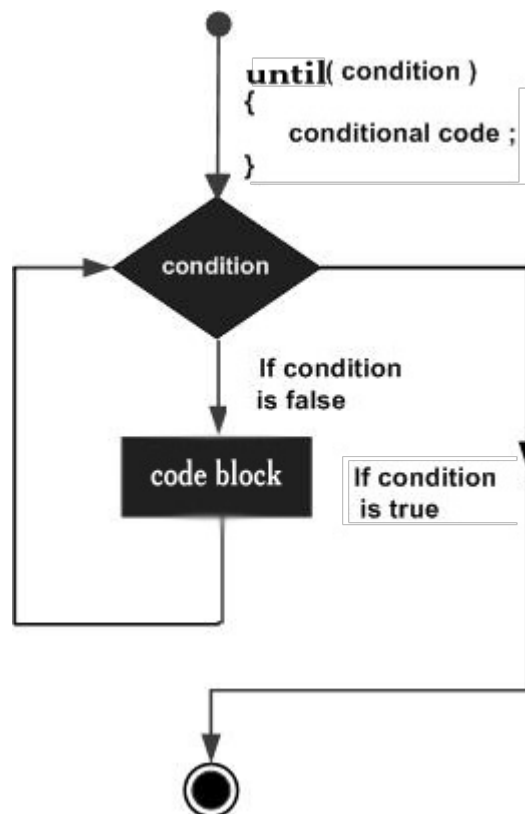 until( condition )
{
conditional code ;
}
condition
If condition
is false
code block
If condition
is true